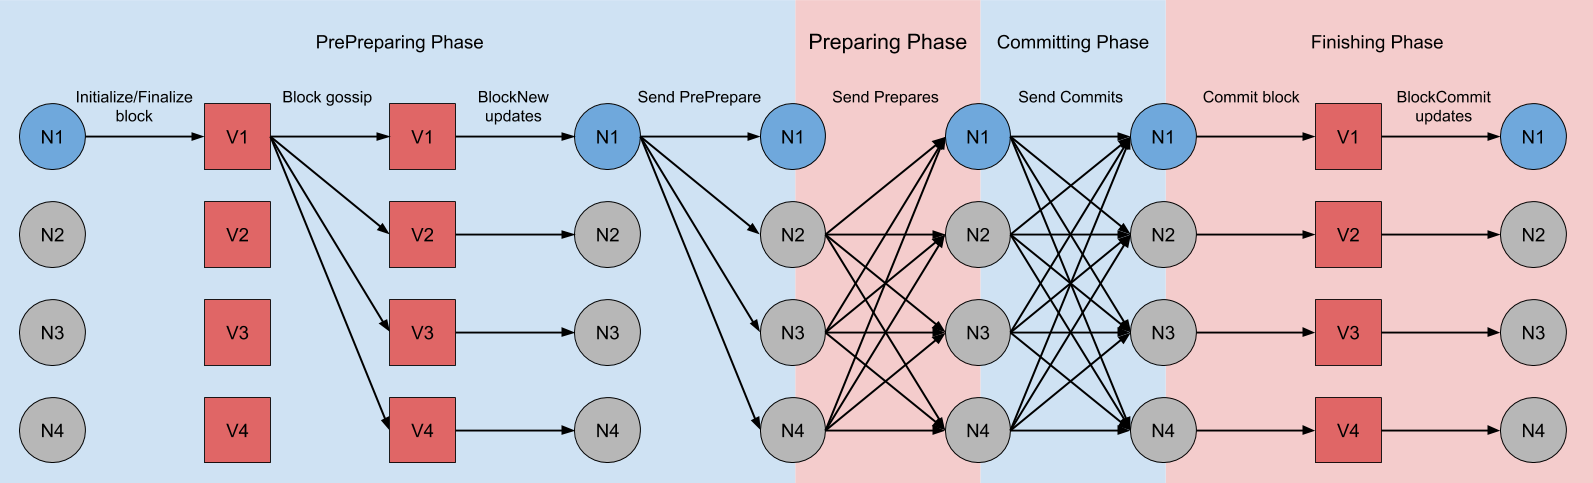 PrePreparing Phase
Preparing Phase
Committing Phase
Finishing Phase
Initialize/Finalize
block
Block gossip
BlockNew
updates
Send PrePrepare
Send Prepares
Send Commits
Commit block
BlockCommit
updates
N1 V1 V1 N1 N1 N1 N1 V1 N1
N2 V2 V2 N2 N2 N2 N2 V2 N2
N3 V3 V3 N3 N3 N3 N3 V3 N3
N4 V4 V4 N4 N4 N4 N4 V4 N4